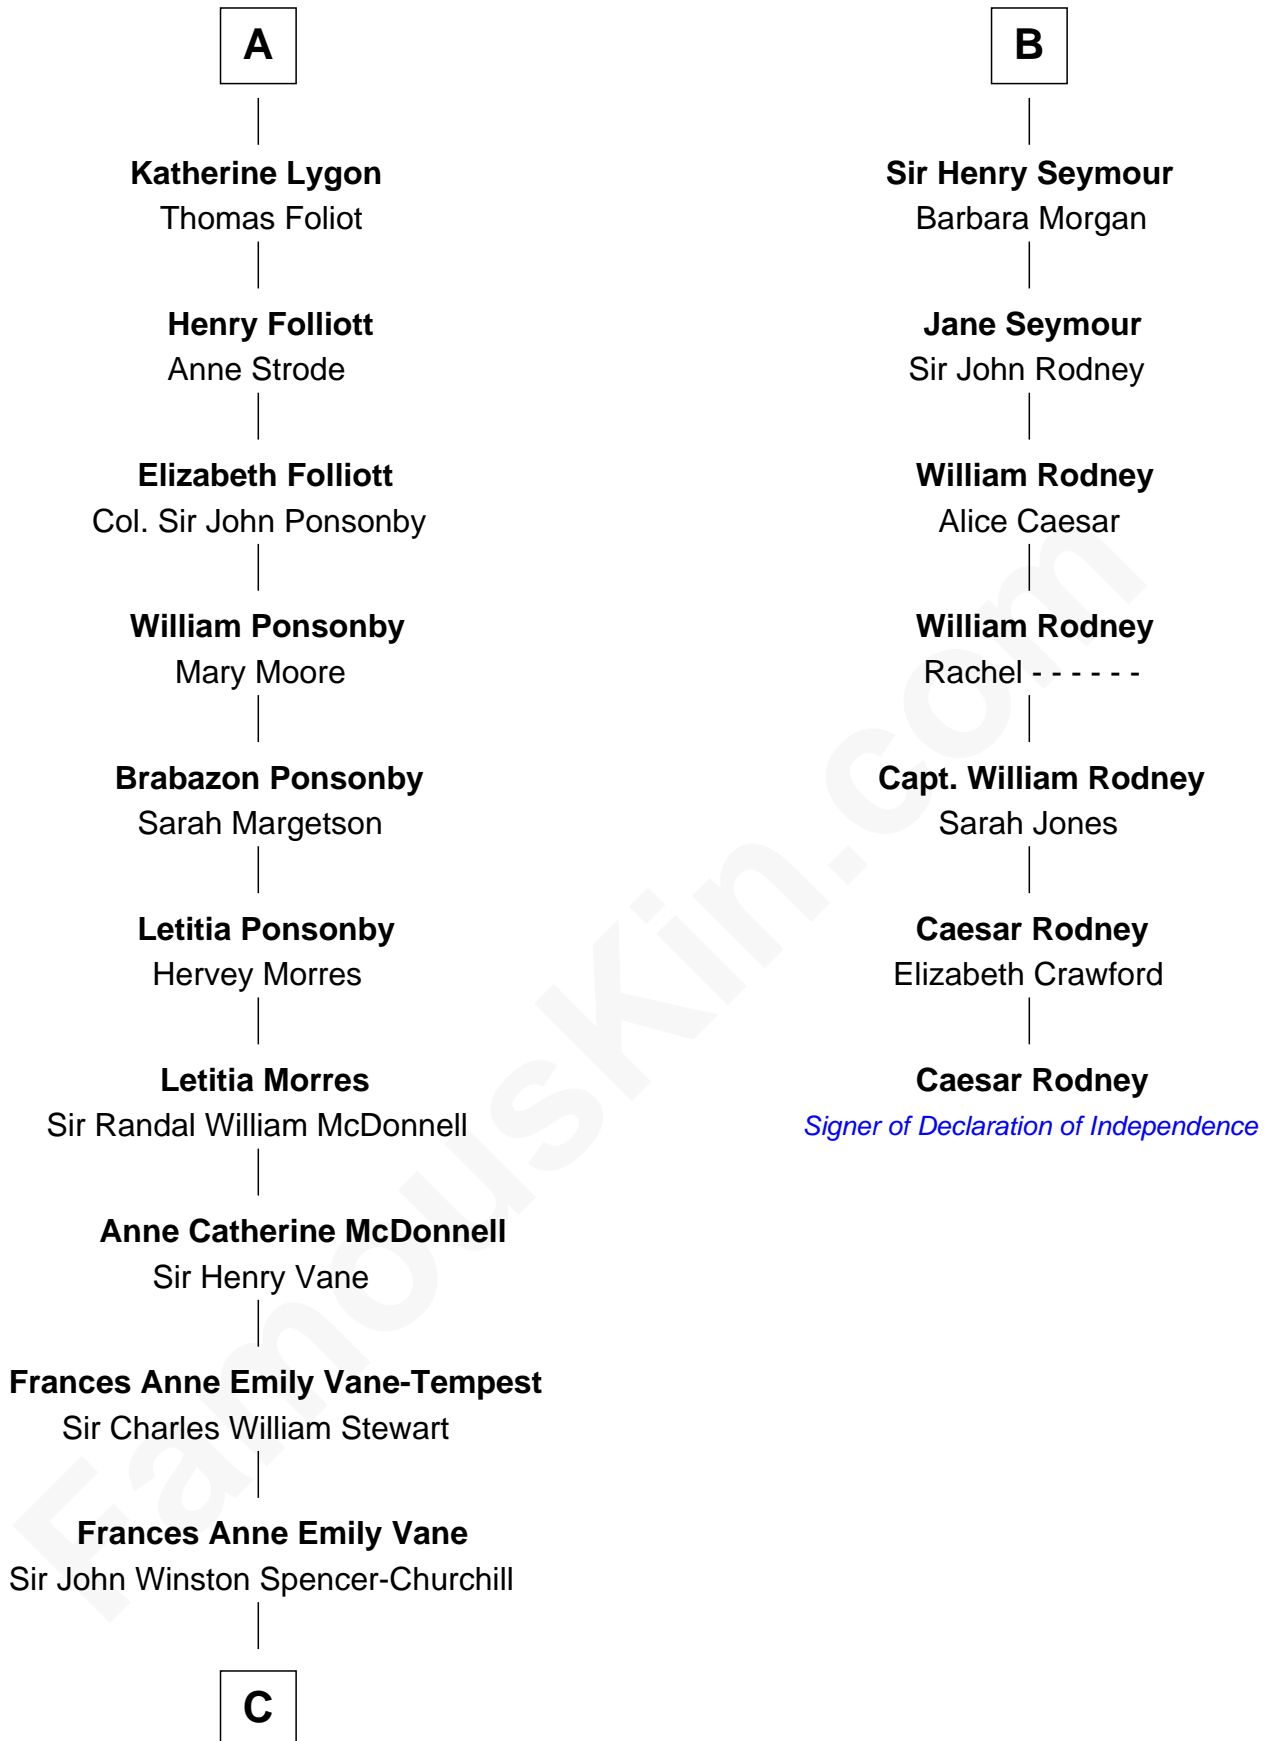 A
Katherine Lygon
Thomas Foliot
Henry Folliott
Anne Strode
Elizabeth Folliott
Col. Sir John Ponsonby
William Ponsonby
Mary Moore
Brabazon Ponsonby
Sarah Margetson
Letitia Ponsonby
Hervey Morres
Letitia Morres
Sir Randal William McDonnell
Anne Catherine McDonnell
Sir Henry Vane
Frances Anne Emily Vane-Tempest
Sir Charles William Stewart
Frances Anne Emily Vane
Sir John Winston Spencer-Churchill
C
B
Sir Henry Seymour
Barbara Morgan
Jane Seymour
Sir John Rodney
William Rodney
Alice Caesar
William Rodney
Rachel - - - - - -
Capt. William Rodney
Sarah Jones
Caesar Rodney
Elizabeth Crawford
Caesar Rodney
Signer of Declaration of Independence
FamousKin.com